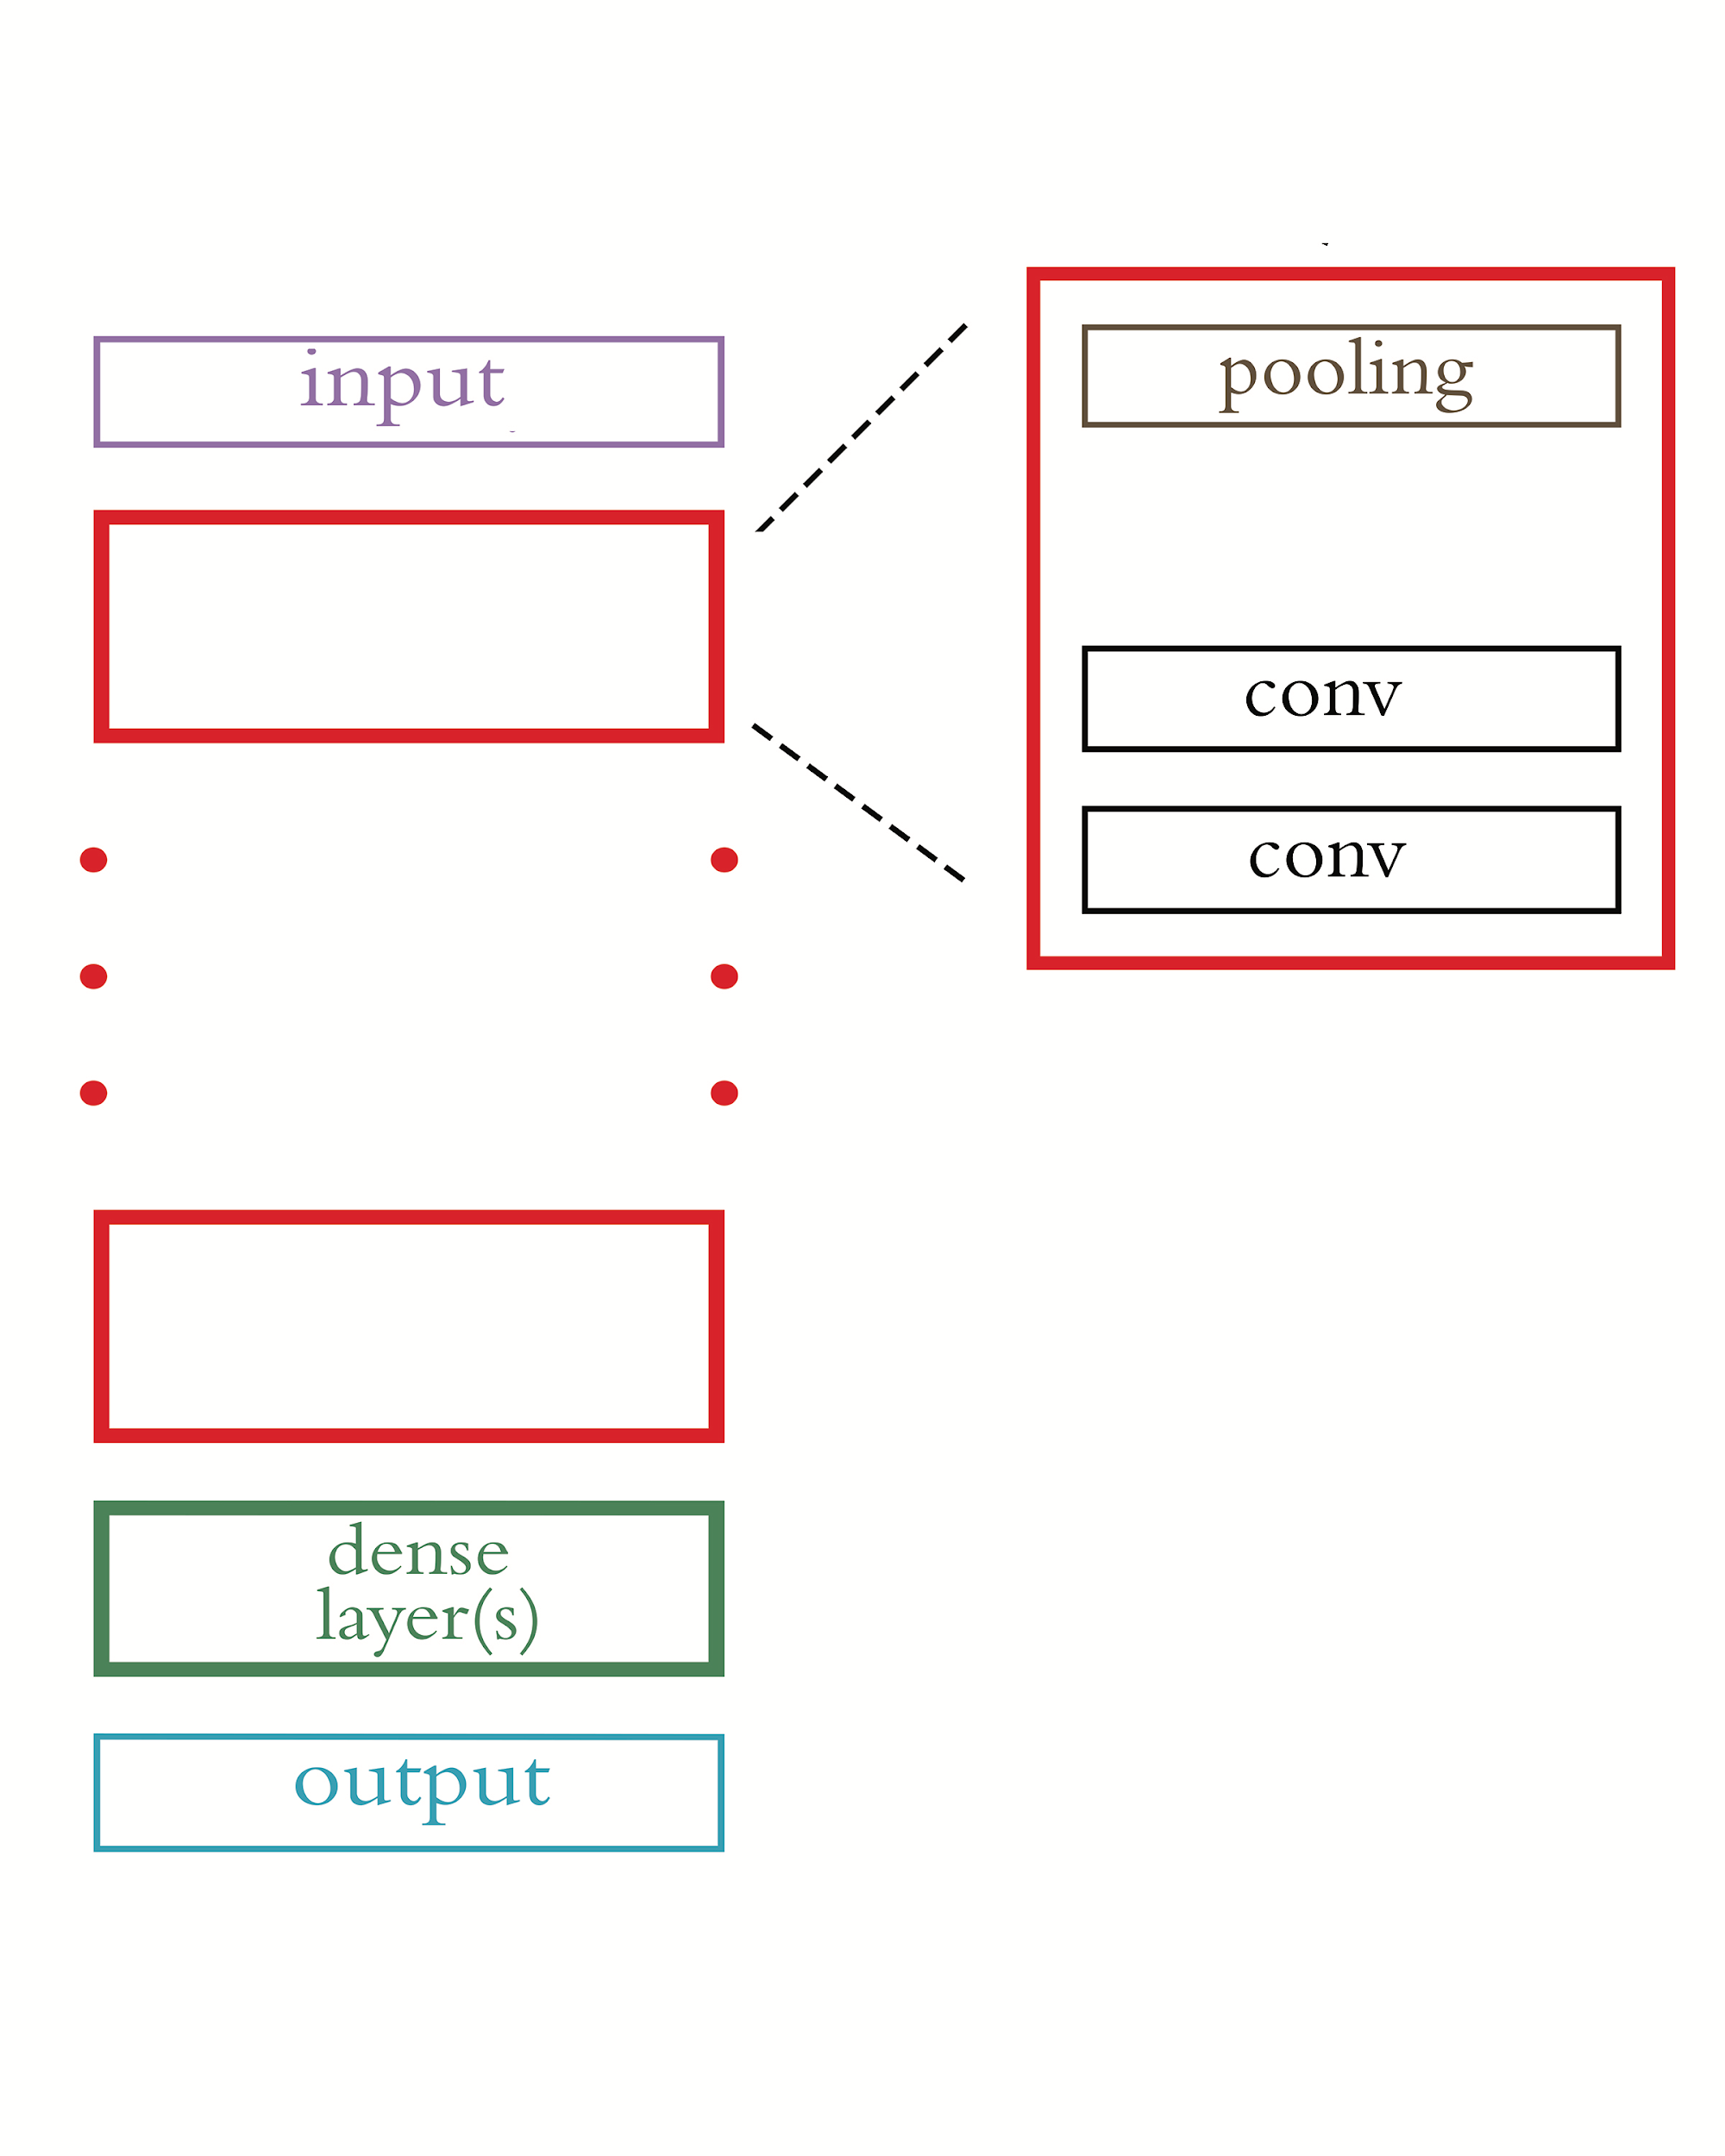 input
pooling
conv
conv
dense
layer(s)
output